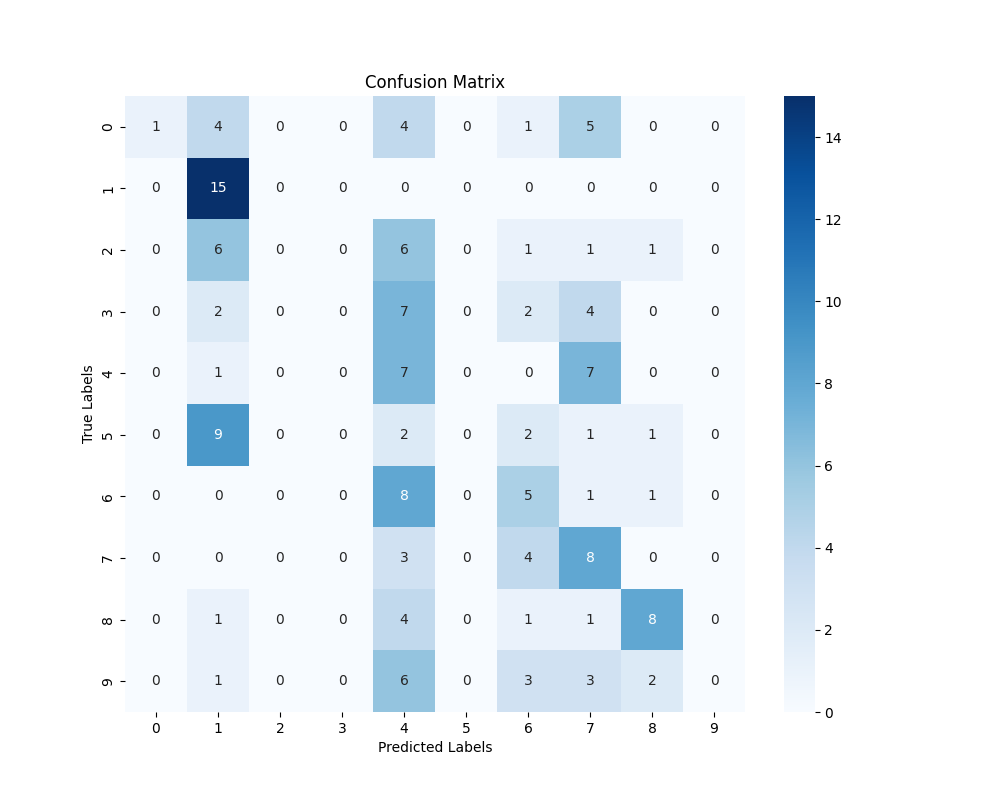 Confusion Matrix
0 1 4 0 0 4 0 1 5 0 0
1 0 15 0 0 0 0 0 0 0 0
2 0 6 0 0 6 0 1 1 1 0
3 0 2 0 0 7 0 2 4 0 0
4 0 1 0 0 7 0 0 7 0 0
5 0 9 0 0 2 0 2 1 1 0
6 0 0 0 0 8 0 5 1 1 0
7 0 0 0 0 3 0 4 8 0 0
8 0 1 0 0 4 0 1 1 8 0
9 0 1 0 0 6 0 3 3 2 0
0 1 2 3 4 5 6 7 8 9
Predicted Labels
True Labels
14
12
10
8
6
4
2
0